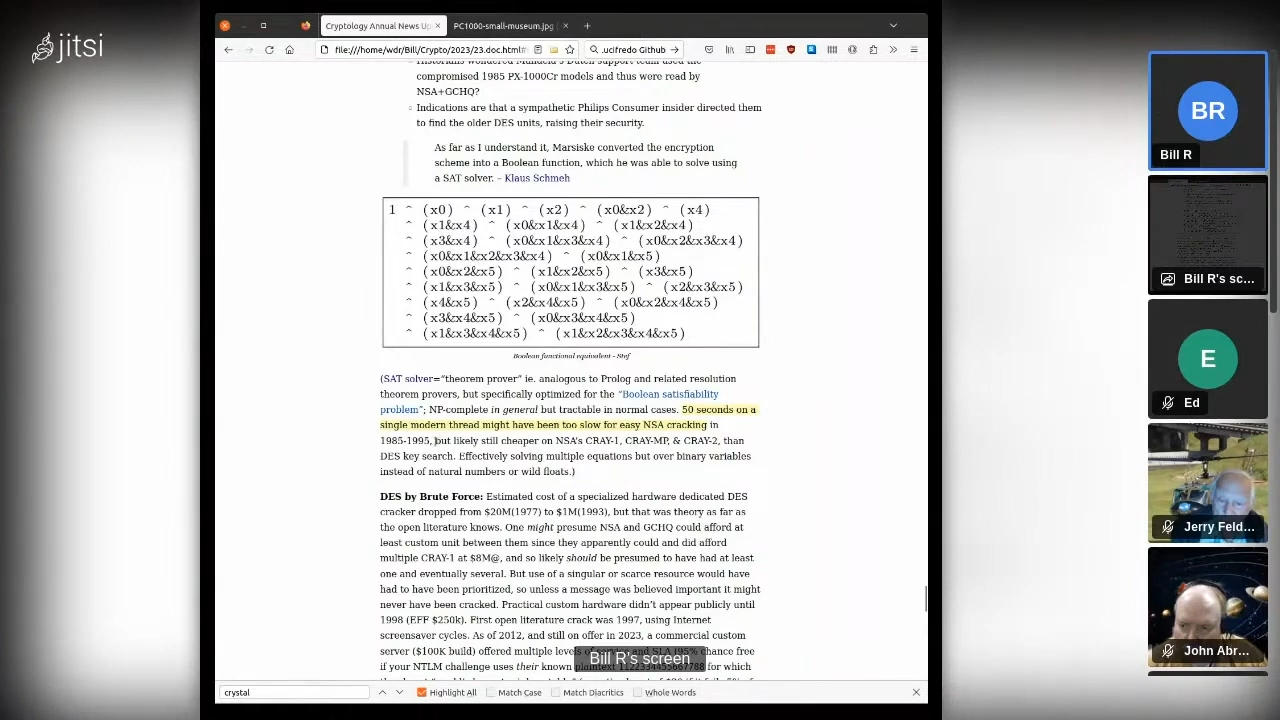 jitsi
Cryptology Annual News Up
PC1000-small-museum.jpg
file:///home/wdr/Bill/Crypto/2023/23.doc.html#
.ucifredo Github
compromised 1985 PX-1000Cr models and thus were read by
NSA+GCHQ?
Indications are that a sympathetic Philips Consumer insider directed them
to find the older DES units, raising their security.
As far as I understand it, Marsiske converted the encryption
scheme into a Boolean function, which he was able to solve using
a SAT solver. – Klaus Schmeh
1 ^ (x0) ^ (x1) ^ (x2) ^ (x0&x2) ^ (x4)
^ (x1&x4) ^ (x0&x1&x4) ^ (x1&x2&x4)
^ (x3&x4) ^ (x0&x1&x3&x4) ^ (x0&x2&x3&x4)
^ (x0&x1&x2&x3&x4) ^ (x0&x1&x5)
^ (x0&x2&x5) ^ (x1&x2&x5) ^ (x3&x5)
^ (x1&x3&x5) ^ (x0&x1&x3&x5) ^ (x2&x3&x5)
^ (x4&x5) ^ (x2&x4&x5) ^ (x0&x2&x4&x5)
^ (x3&x4&x5) ^ (x0&x3&x4&x5)
^ (x1&x3&x4&x5) ^ (x1&x2&x3&x4&x5)
Boolean functional equivalent - Stef
(SAT solver=“theorem prover” ie. analogous to Prolog and related resolution
theorem provers, but specifically optimized for the “Boolean satisfiability
problem”; NP-complete in general but tractable in normal cases. 50 seconds on a
single modern thread might have been too slow for easy NSA cracking in
1985-1995, but likely still cheaper on NSA’s CRAY-1, CRAY-MP, & CRAY-2, than
DES key search. Effectively solving multiple equations but over binary variables
instead of natural numbers or wild floats.)
DES by Brute Force: Estimated cost of a specialized hardware dedicated DES
cracker dropped from $20M(1977) to $1M(1993), but that was theory as far as
the open literature knows. One might presume NSA and GCHQ could afford at
least custom unit between them since they apparently could and did afford
multiple CRAY-1 at $8M@, and so likely should be presumed to have had at least
one and eventually several. But use of a singular or scarce resource would have
had to have been prioritized, so unless a message was believed important it might
never have been cracked. Practical custom hardware didn’t appear publicly until
1998 (EFF $250k). First open literature crack was 1997, using Internet
screensaver cycles. As of 2012, and still on offer in 2023, a commercial custom
server ($100K build) offered multiple levels of service and SLA (95% chance free
if your NTLM challenge uses their known plaintext 1122334455667788 for which
Bill R's screen
crystal
Highlight All
Match Case
Match Diacritics
Whole Words
BR
Bill R
Bill R's sc...
E
Ed
Jerry Feld...
John Abr...